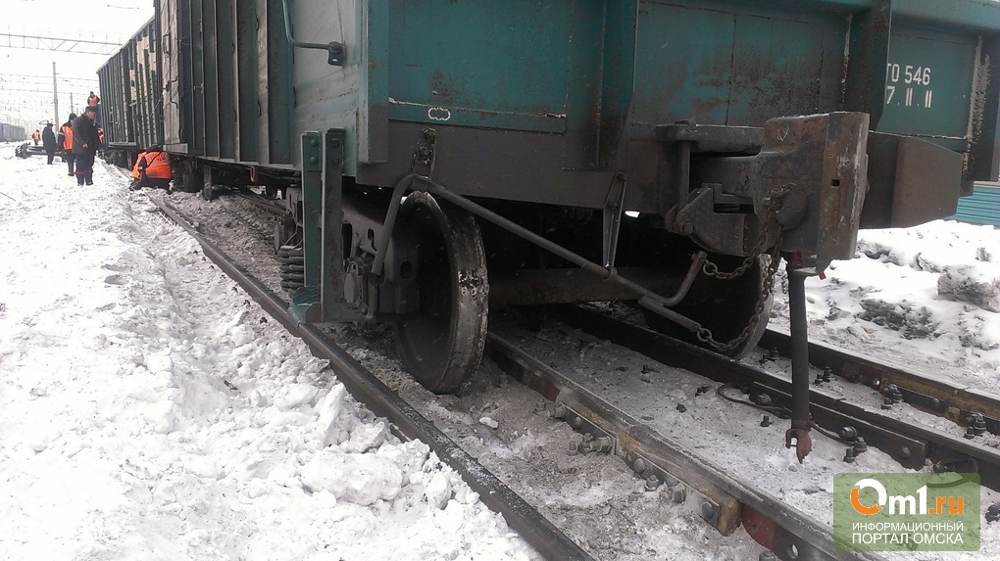 ТО 546
7. 11. 11
Om1.ru
ИНФОРМАЦИОННЫЙ
ПОРТАЛ ОМСКА